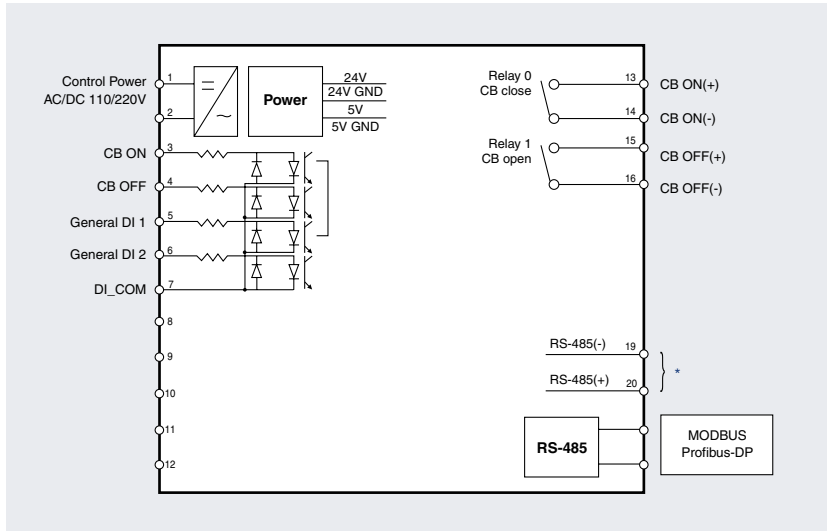 Control Power
AC/DC 110/220V
1
2
Power
24V
24V GND
5V
5V GND
CB ON
3
CB OFF
4
General DI 1
5
General DI 2
6
DI_COM
7
8
9
10
11
12
Relay 0
CB close
13
CB ON(+)
14
CB ON(-)
Relay 1
CB open
15
CB OFF(+)
16
CB OFF(-)
RS-485(-)
19
RS-485(+)
20
*
RS-485
MODBUS
Profibus-DP